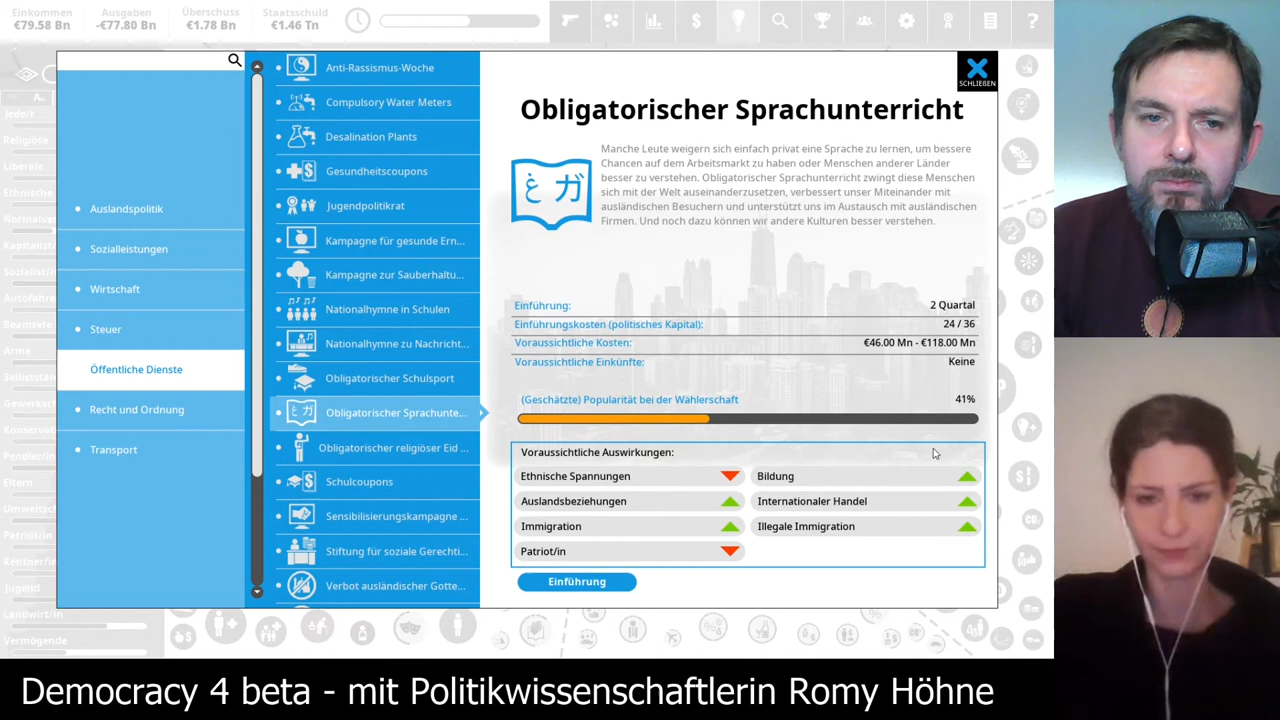 Einkommen
€79.58 Bn
Ausgaben
-€77.80 Bn
Überschuss
€1.78 Bn
Staatsschuld
€1.46 Tn
SCHLIEẞEN
Auslandspolitik
Sozialleistungen
Wirtschaft
Steuer
Öffentliche Dienste
Recht und Ordnung
Transport
Anti-Rassismus-Woche
Compulsory Water Meters
Desalination Plants
Gesundheitscoupons
Jugendpolitikrat
Kampagne für gesunde Ern...
Kampagne zur Sauberhaltu...
Nationalhymne in Schulen
Nationalhymne zu Nachricht...
Obligatorischer Schulsport
Obligatorischer Sprachunte...
Obligatorischer religiöser Eid ...
Schulcoupons
Sensibilisierungskampagne ...
Stiftung für soziale Gerechti...
Verbot ausländischer Gotte...
Obligatorischer Sprachunterricht
Manche Leute weigern sich einfach privat eine Sprache zu lernen, um bessere
Chancen auf dem Arbeitsmarkt zu haben oder Menschen anderer Länder
besser zu verstehen. Obligatorischer Sprachunterricht zwingt diese Menschen
sich mit der Welt auseinanderzusetzen, verbessert unser Miteinander mit
ausländischen Besuchern und unterstützt uns im Austausch mit ausländischen
Firmen. Und noch dazu können wir andere Kulturen besser verstehen.
Einführung: 2 Quartal
Einführungskosten (politisches Kapital): 24 / 36
Voraussichtliche Kosten: €46.00 Mn - €118.00 Mn
Voraussichtliche Einkünfte: Keine
(Geschätzte) Popularität bei der Wählerschaft 41%
Voraussichtliche Auswirkungen:
Ethnische Spannungen
Bildung
Auslandsbeziehungen
Internationaler Handel
Immigration
Illegale Immigration
Patriot/in
Einführung
Democracy 4 beta - mit Politikwissenschaftlerin Romy Höhne